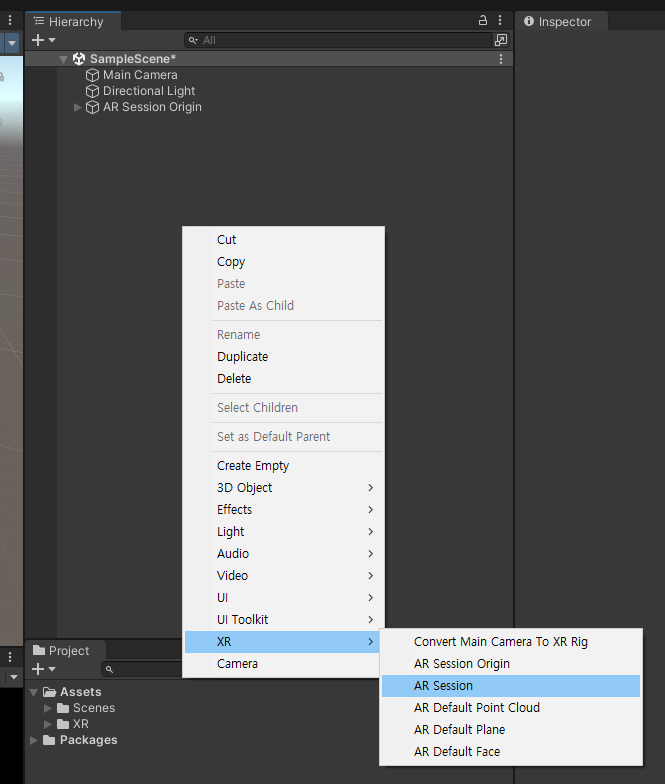 Hierarchy
Inspector
All
SampleScene*
Main Camera
Directional Light
AR Session Origin
Cut
Copy
Paste
Paste As Child
Rename
Duplicate
Delete
Select Children
Set as Default Parent
Create Empty
3D Object
Effects
Light
Audio
Video
UI
UI Toolkit
XR
Camera
Convert Main Camera To XR Rig
AR Session Origin
AR Session
AR Default Point Cloud
AR Default Plane
AR Default Face
Project
Assets
Scenes
XR
Packages